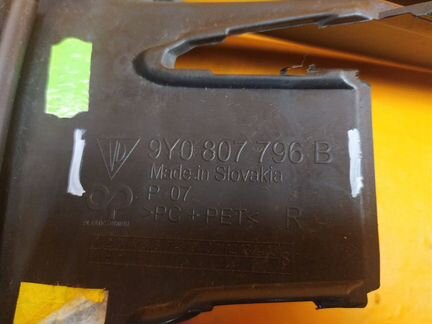 9Y0 807 796 B
Made in Slovakia
P 07
>PC + PET< R